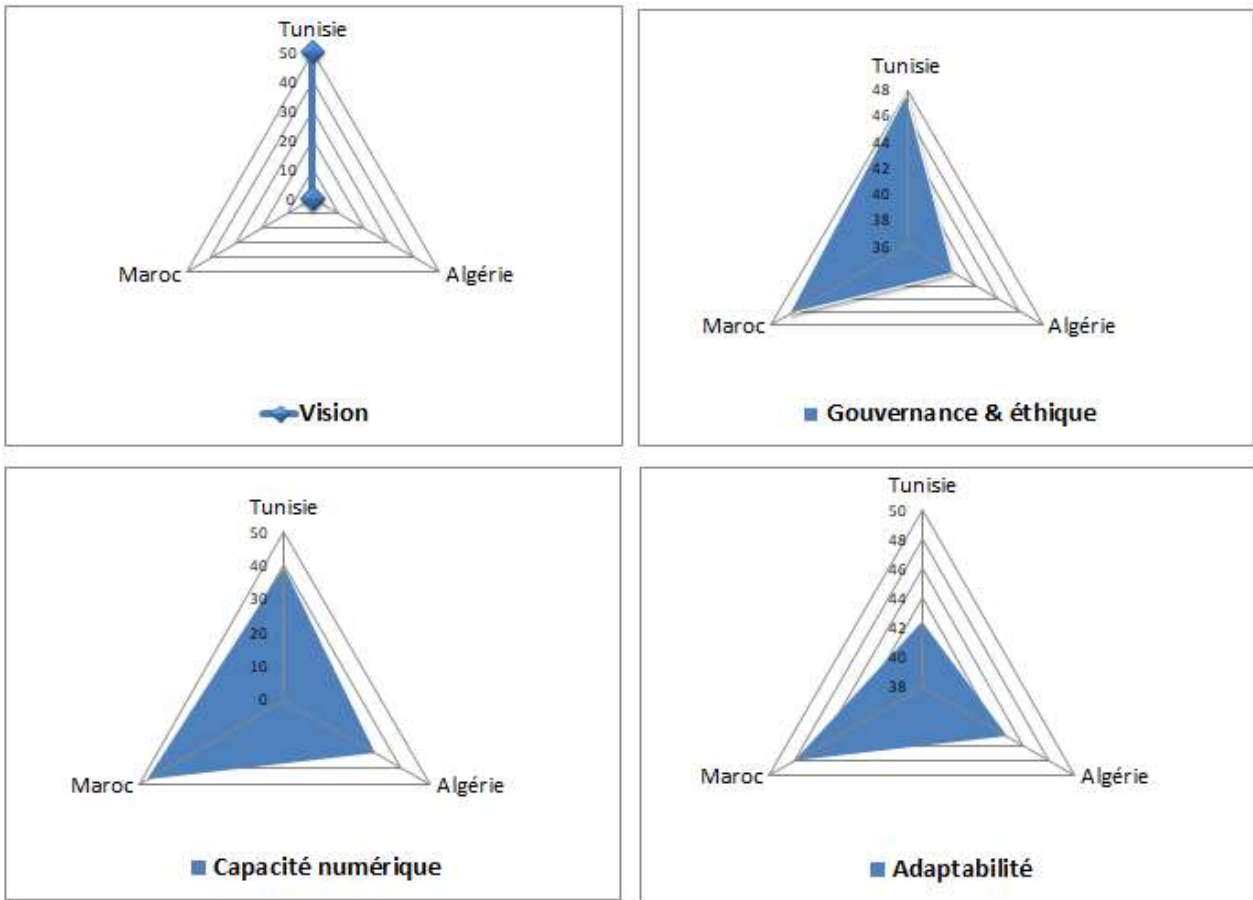 Tunisie
50
40
30
20
10
0
Maroc
Algérie
Vision
Tunisie
48
46
44
42
40
38
36
Maroc
Algérie
Gouvernance & éthique
Tunisie
50
40
30
20
10
0
Maroc
Algérie
Capacité numérique
Tunisie
50
48
46
44
42
40
38
Maroc
Algérie
Adaptabilité